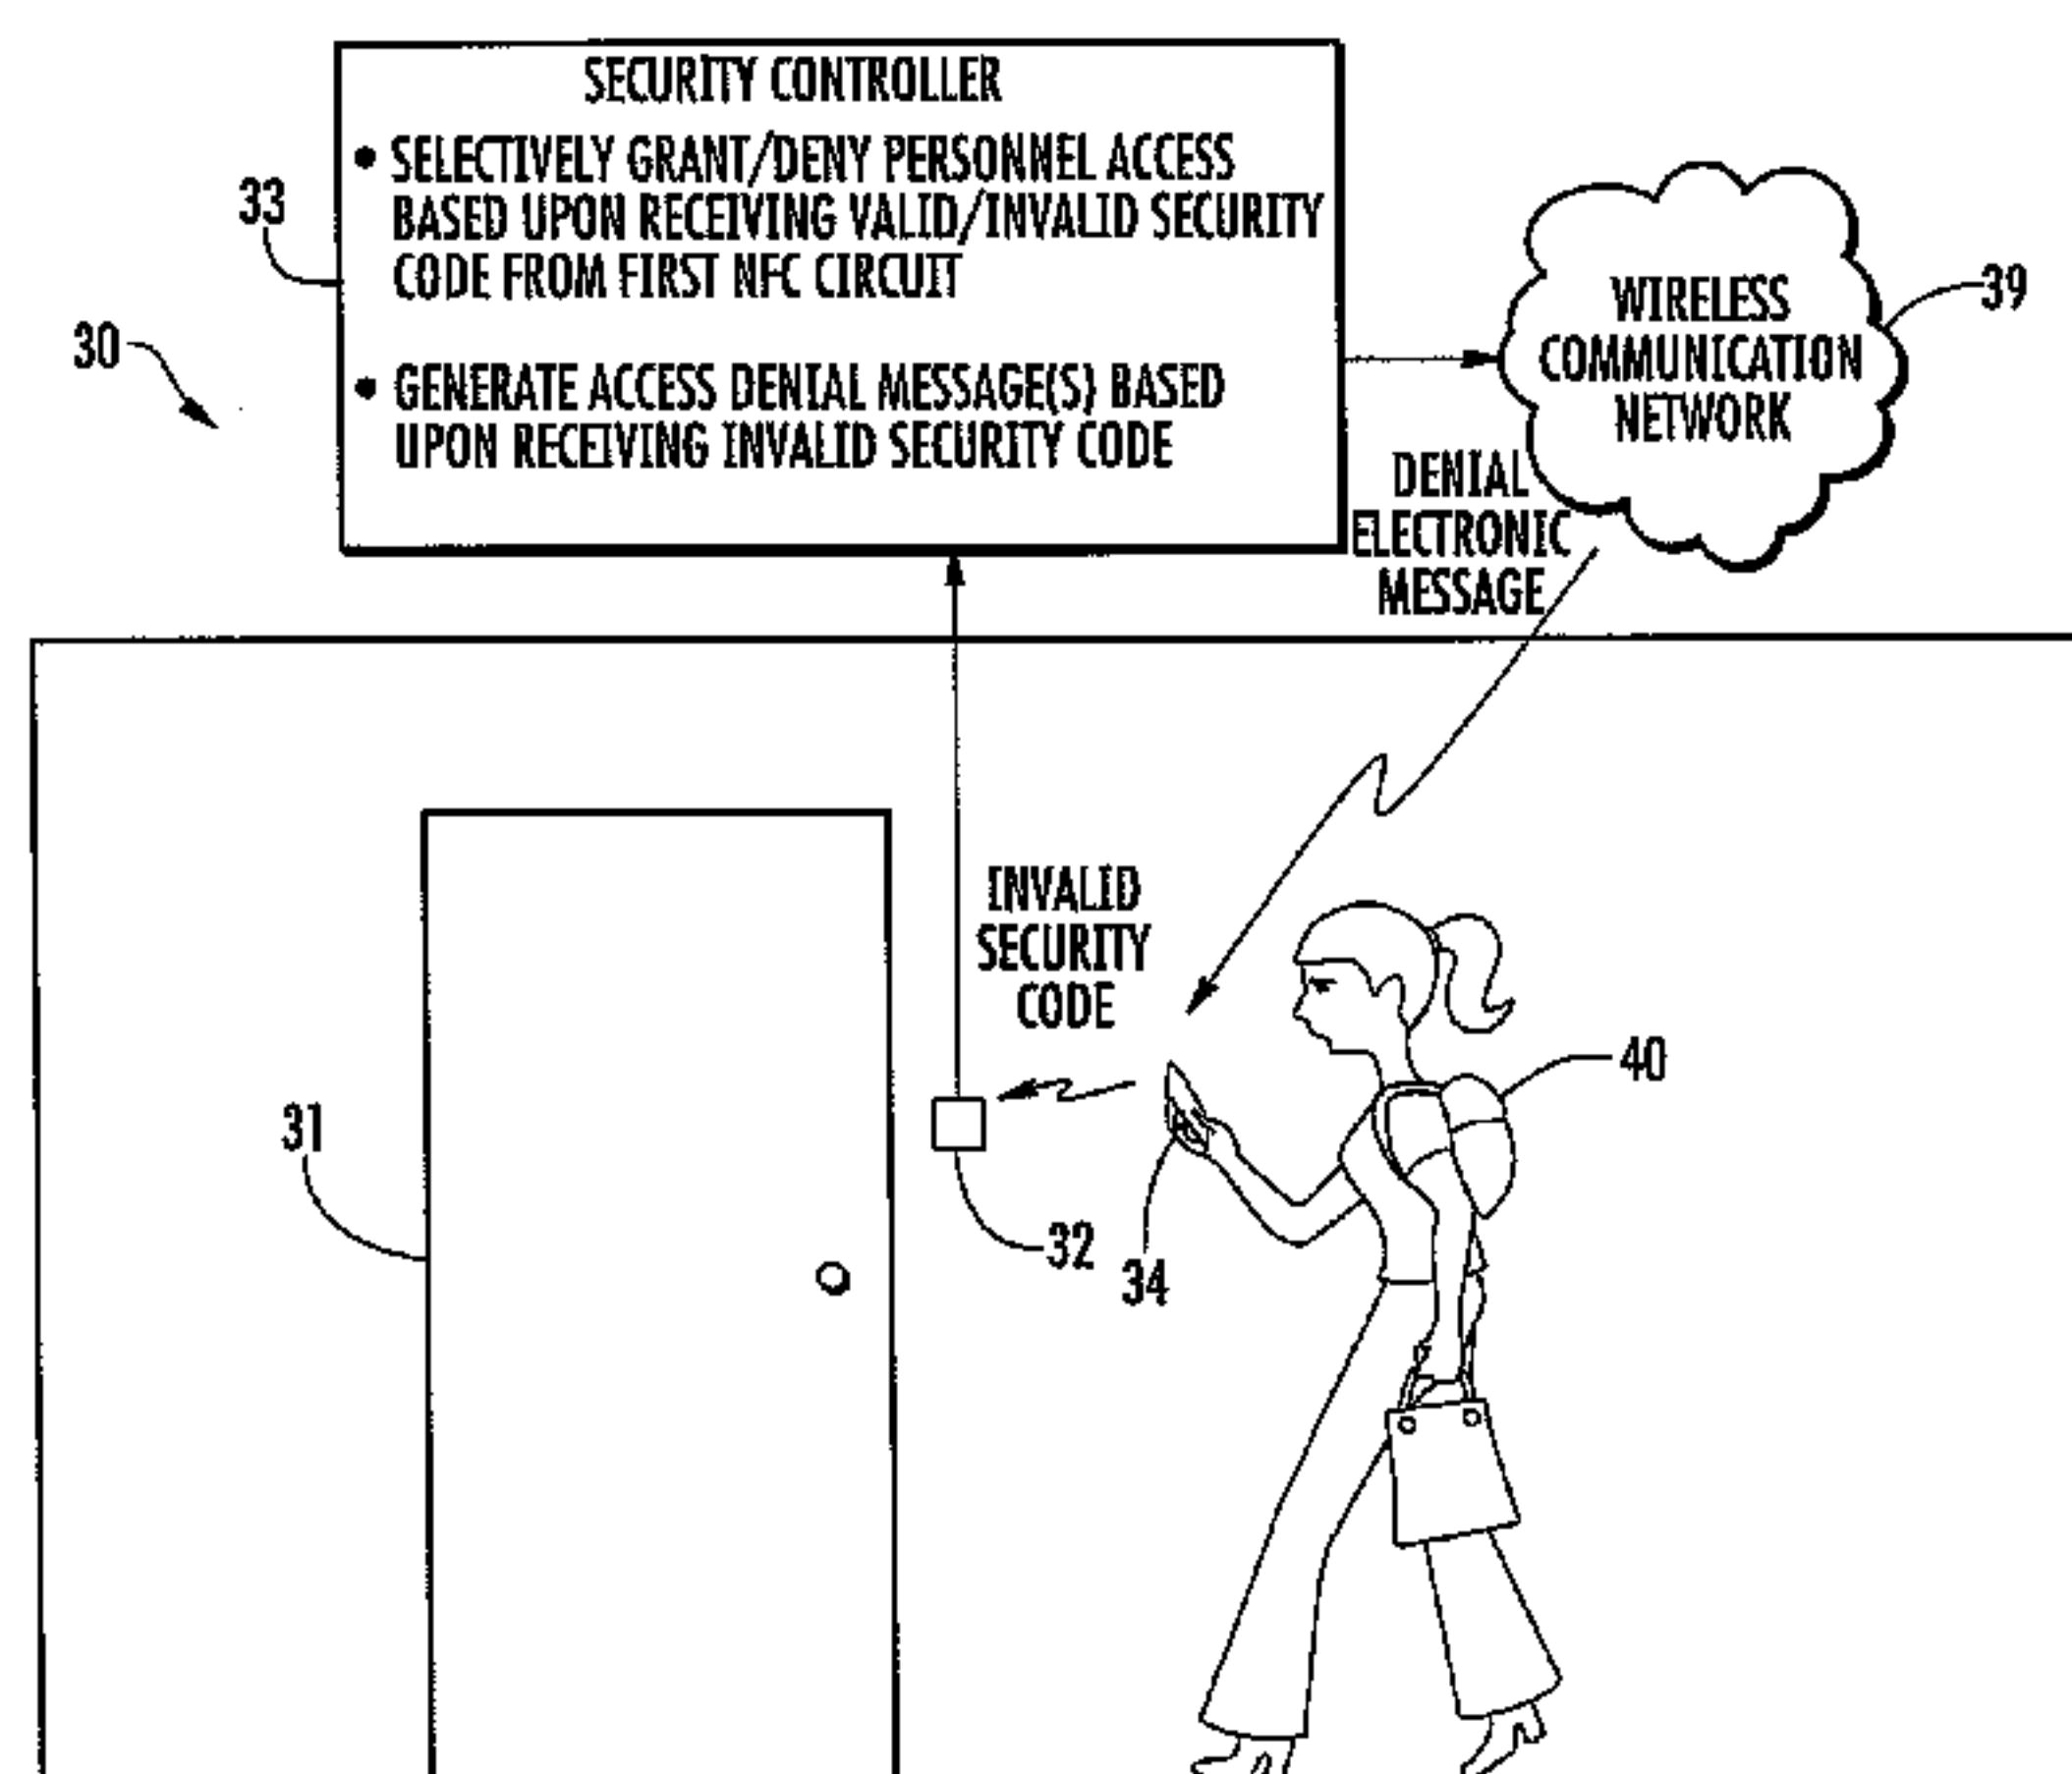 SECURITY CONTROLLER
• SELECTIVELY GRANT/DENY PERSONNEL ACCESS
BASED UPON RECEIVING VALID/INVALID SECURITY
CODE FROM FIRST NFC CIRCUIT
• GENERATE ACCESS DENIAL MESSAGE(S) BASED
UPON RECEIVING INVALID SECURITY CODE
33
30
WIRELESS
COMMUNICATION
NETWORK
39
DENIAL
ELECTRONIC
MESSAGE
INVALID
SECURITY
CODE
40
31
32
34